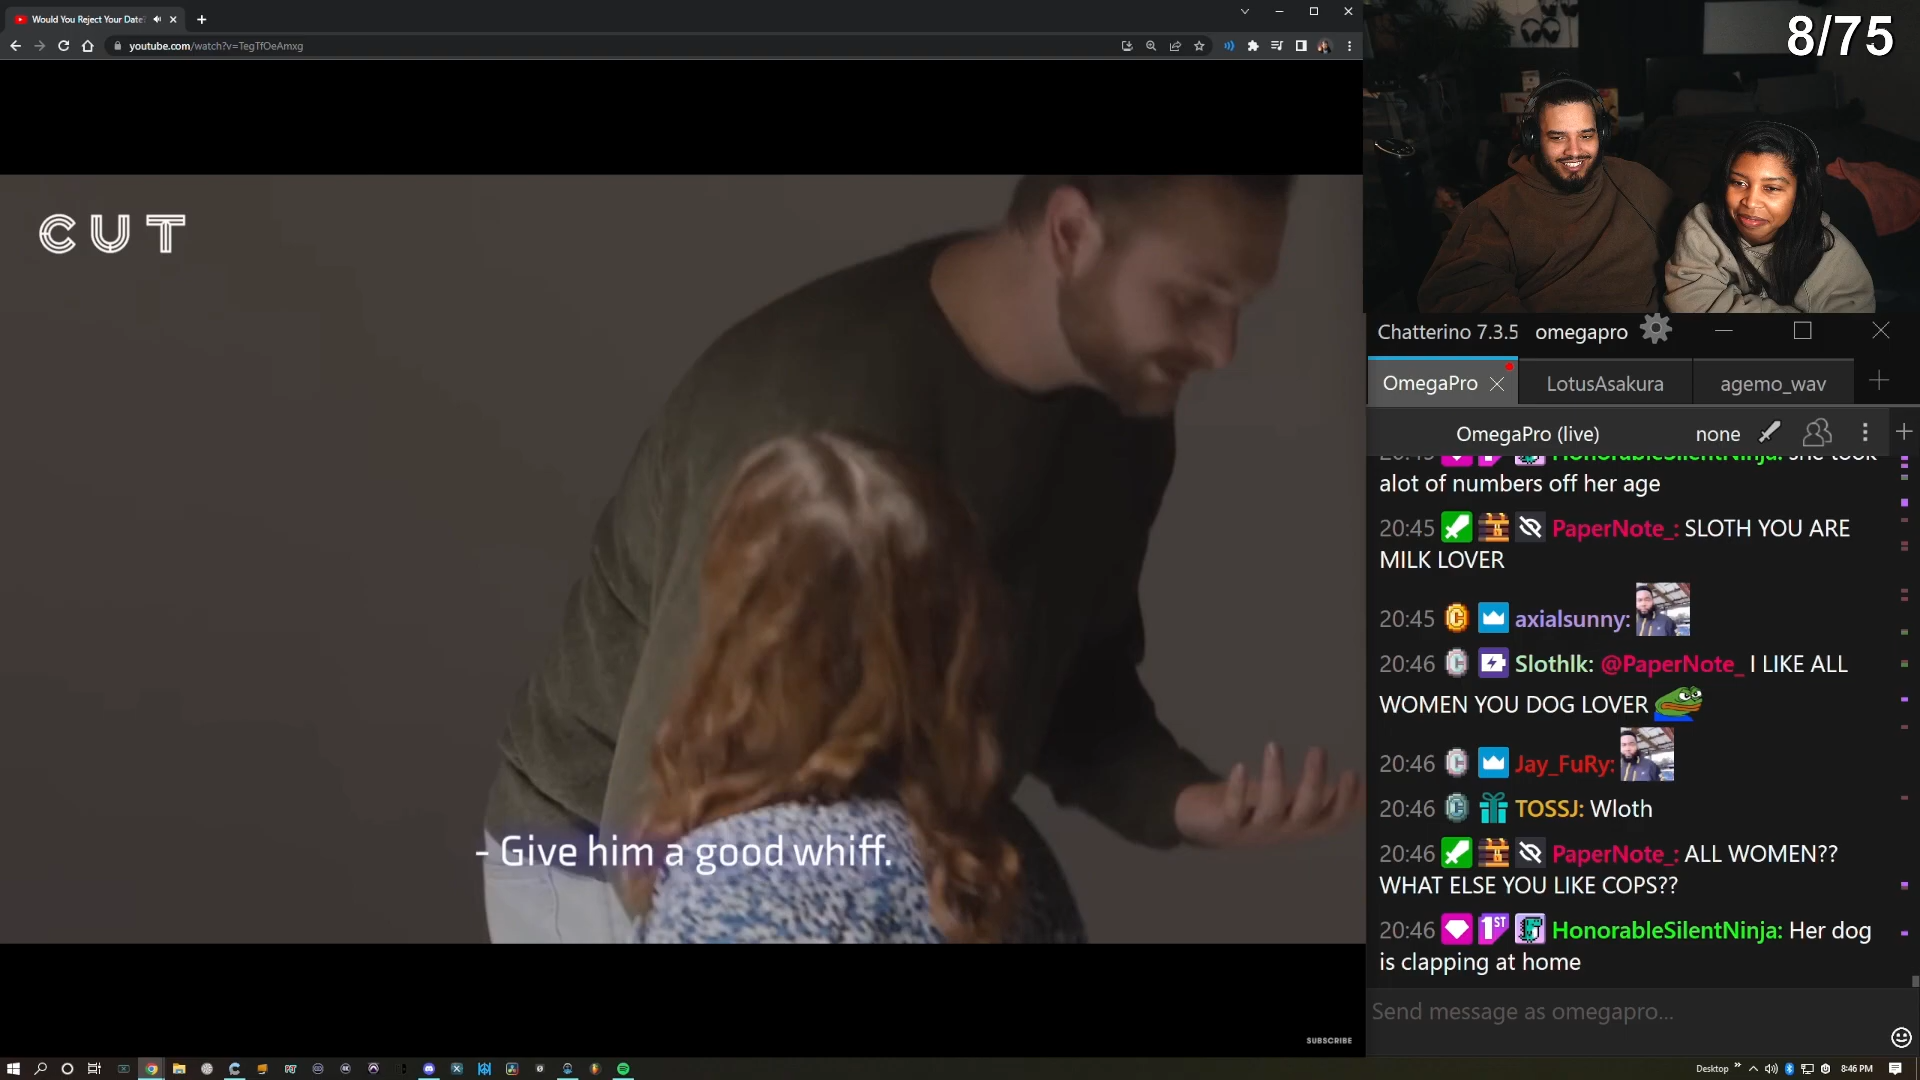 Would You Reject Your Date
youtube.com/watch?v=TegTfOeAmxg
8/75
CUT
- Give him a good whiff.
SUBSCRIBE
Chatterino 7.3.5 omegapro
OmegaPro
LotusAsakura
agemo_wav
OmegaPro (live)
none
HonorableSilentNinja: she took
alot of numbers off her age
20:45 PaperNote_: SLOTH YOU ARE
MILK LOVER
20:45 axialsunny:
20:46 Slothlk: @PaperNote_ I LIKE ALL
WOMEN YOU DOG LOVER
20:46 Jay_FuRy:
20:46 TOSSJ: Wloth
20:46 PaperNote_: ALL WOMEN??
WHAT ELSE YOU LIKE COPS??
20:46 1ST HonorableSilentNinja: Her dog
is clapping at home
Send message as omegapro...
Desktop
8:46 PM